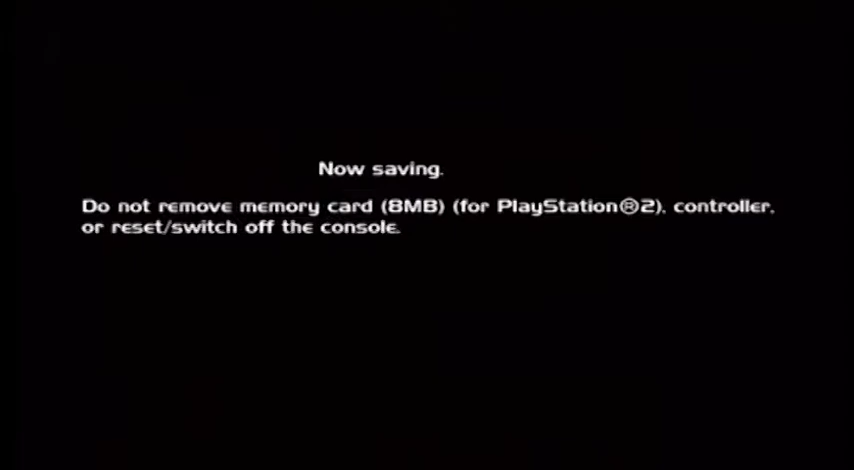 Now saving.
Do not remove memory card (8MB) (for PlayStation®2), controller,
or reset/switch off the console.